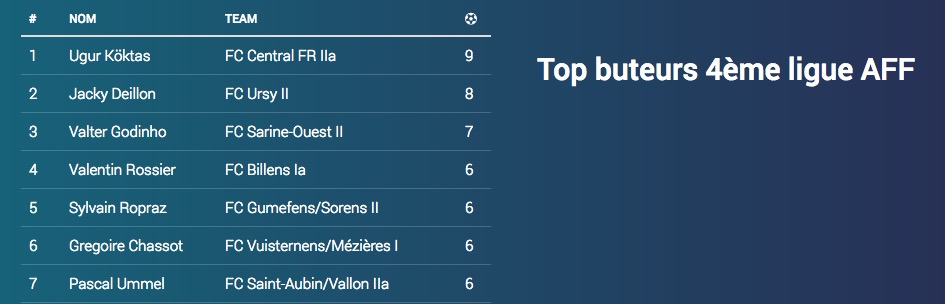 # NOM TEAM
1 Ugur Köktas FC Central FR IIa 9
2 Jacky Deillon FC Ursy II 8
3 Valter Godinho FC Sarine-Ouest II 7
4 Valentin Rossier FC Billens Ia 6
5 Sylvain Ropraz FC Gumefens/Sorens II 6
6 Gregoire Chassot FC Vuisternens/Mézières I 6
7 Pascal Ummel FC Saint-Aubin/Vallon IIa 6
Top buteurs 4ème ligue AFF